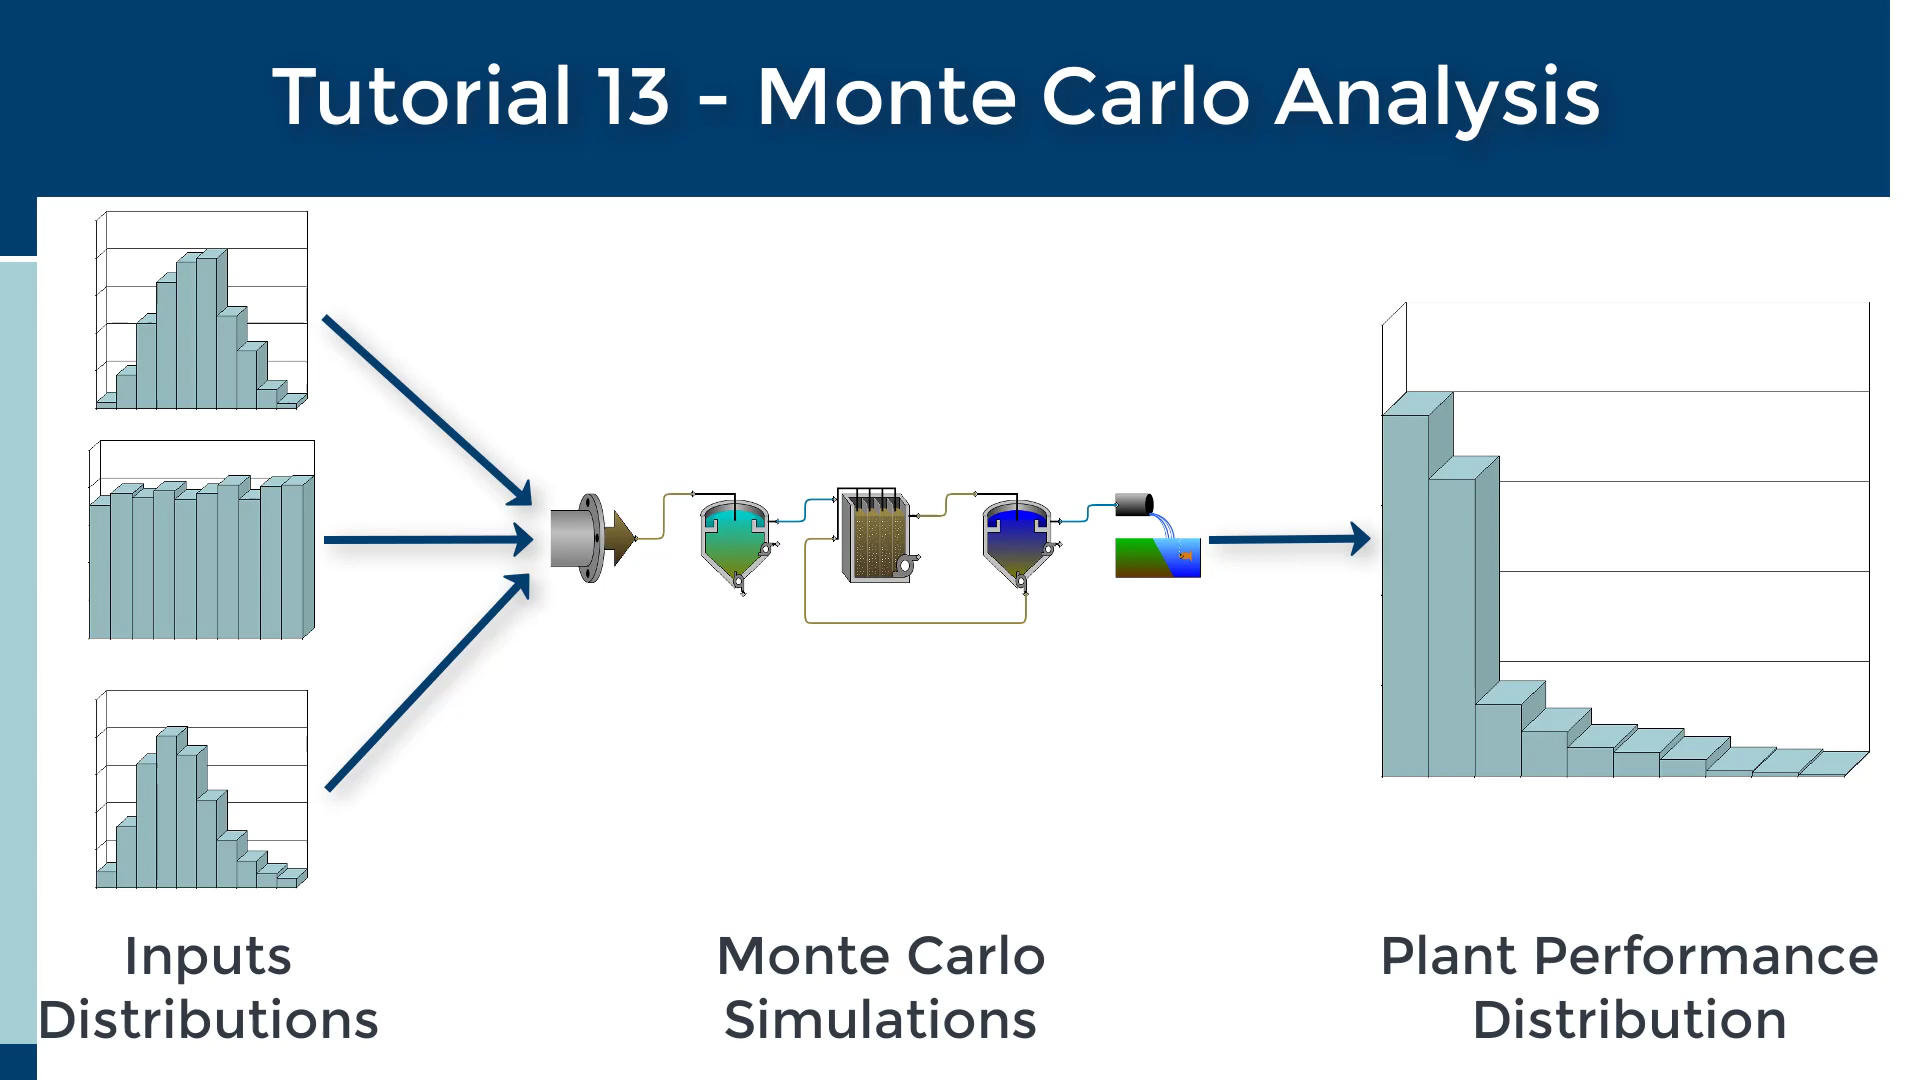 Tutorial 13 - Monte Carlo Analysis
Inputs
Distributions
Monte Carlo
Simulations
Plant Performance
Distribution